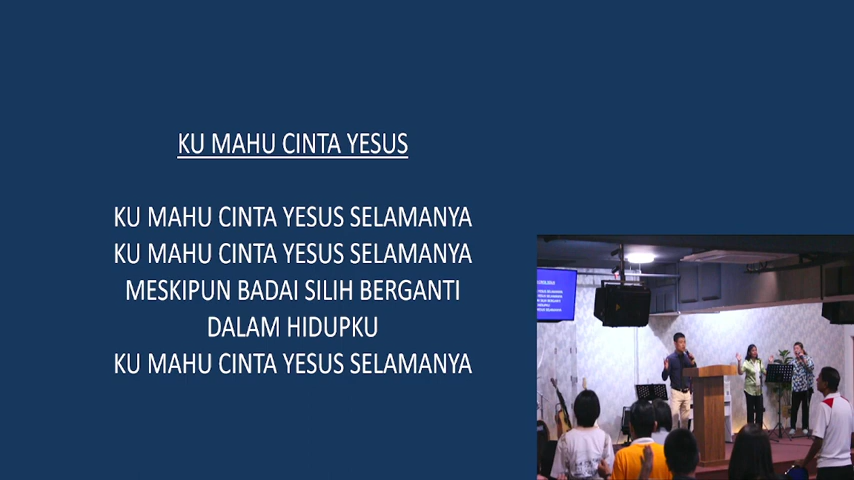 KU MAHU CINTA YESUS
KU MAHU CINTA YESUS SELAMANYA
KU MAHU CINTA YESUS SELAMANYA
MESKIPUN BADAI SILIH BERGANTI
DALAM HIDUPKU
KU MAHU CINTA YESUS SELAMANYA